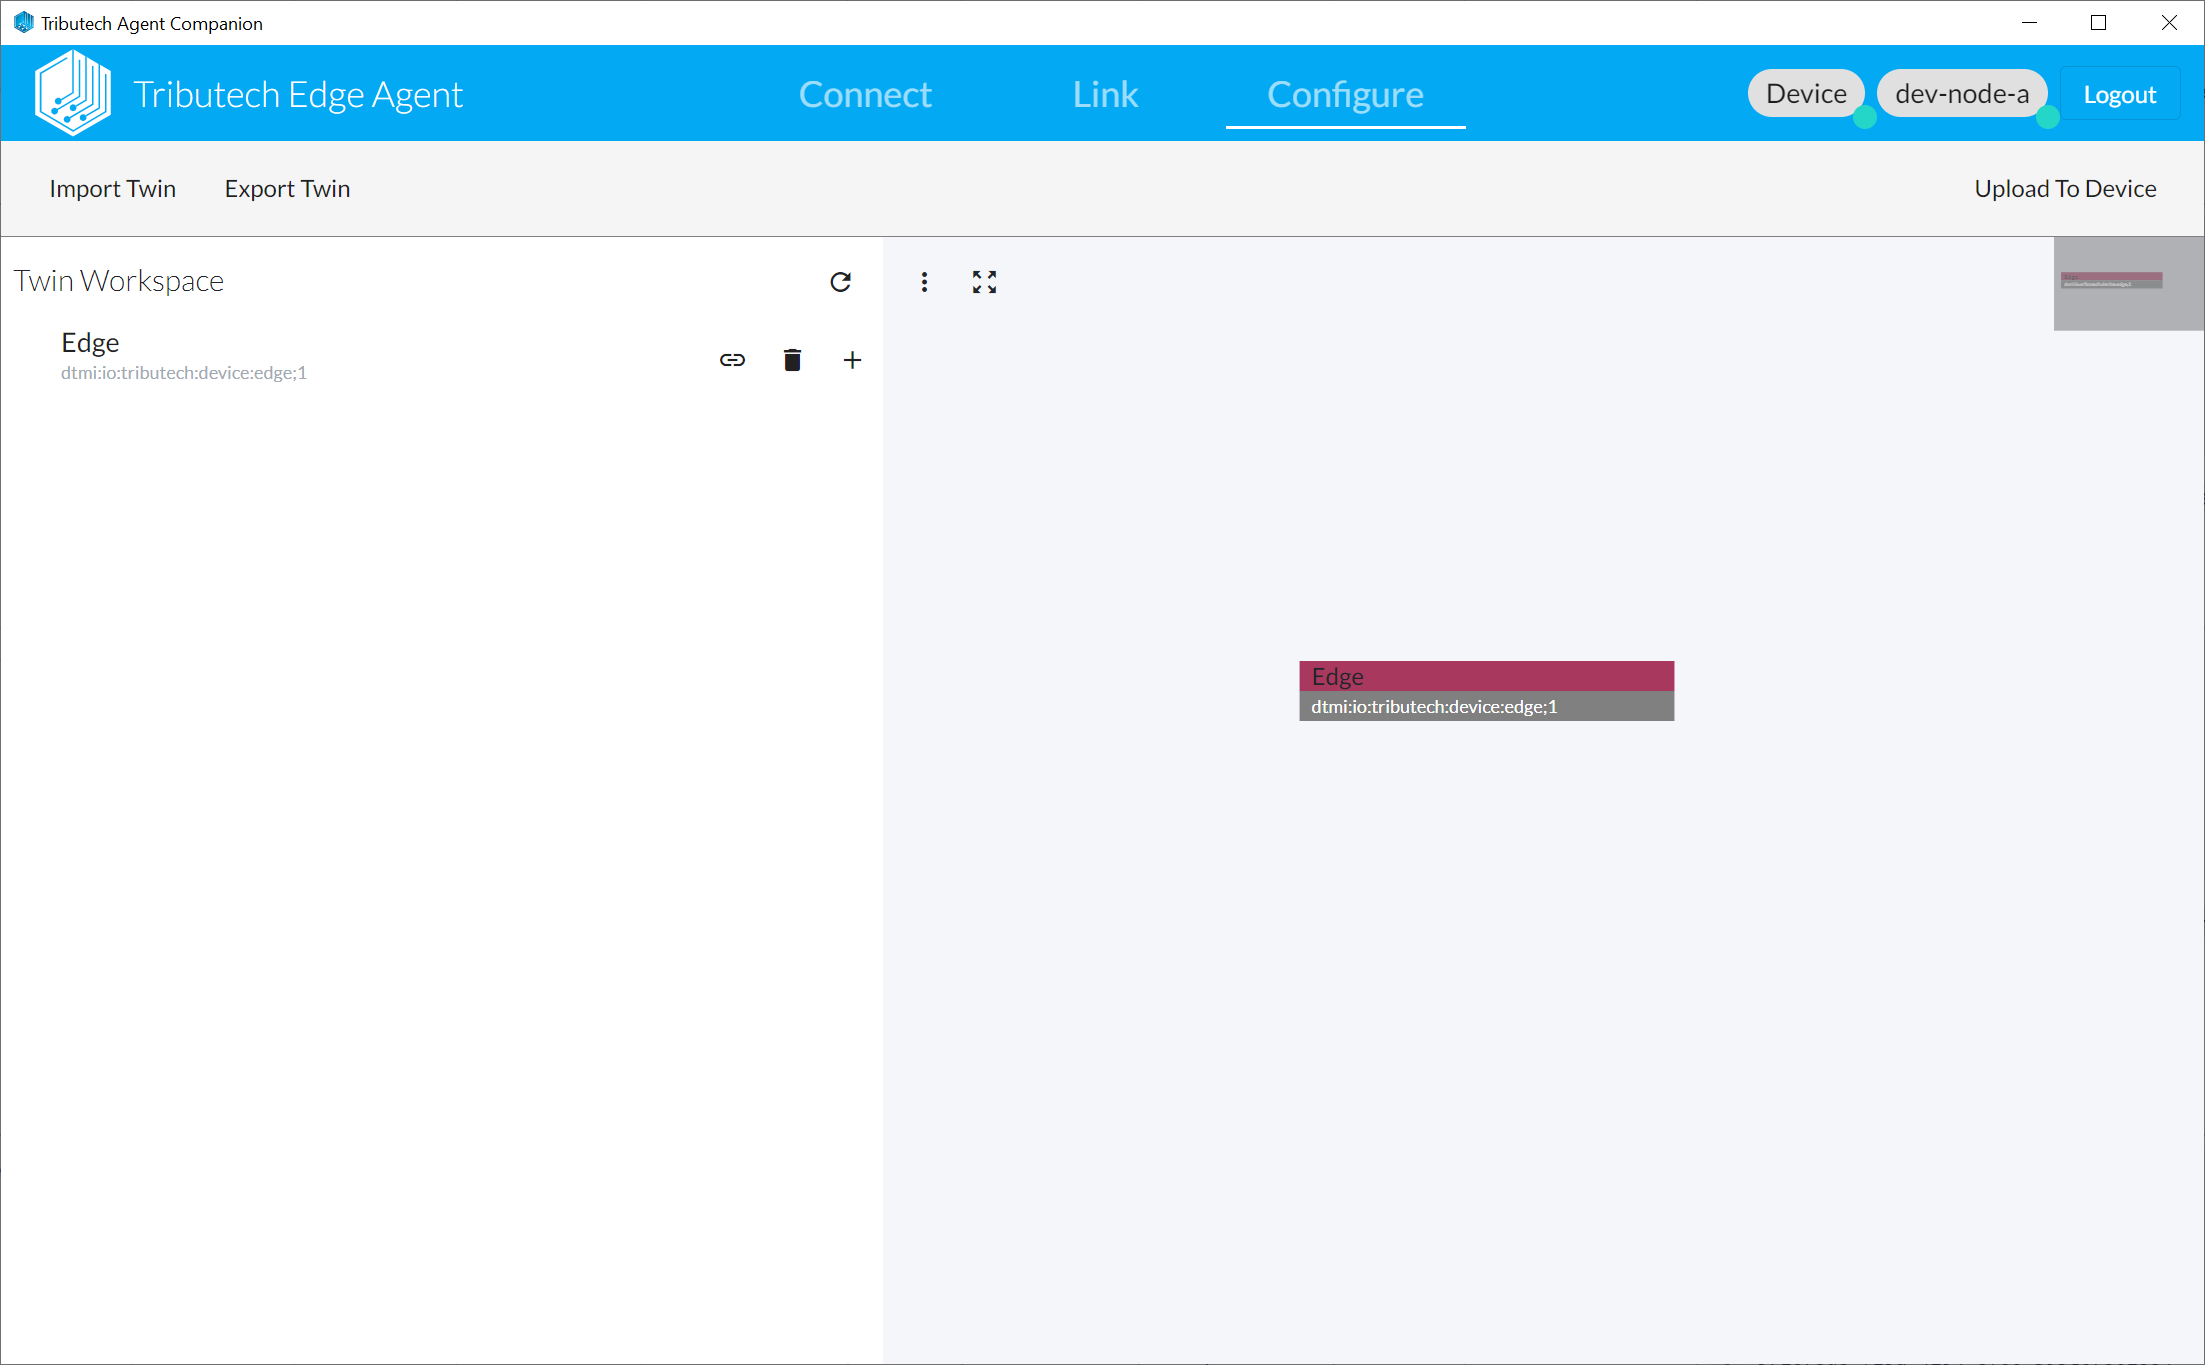 Tributech Agent Companion
Tributech Edge Agent
Connect
Link
Configure
Device
dev-node-a
Logout
Import Twin
Export Twin
Upload To Device
Twin Workspace
Edge
dtmi:io:tributech:device:edge;1
Edge
dtmi:io:tributech:device:edge;1